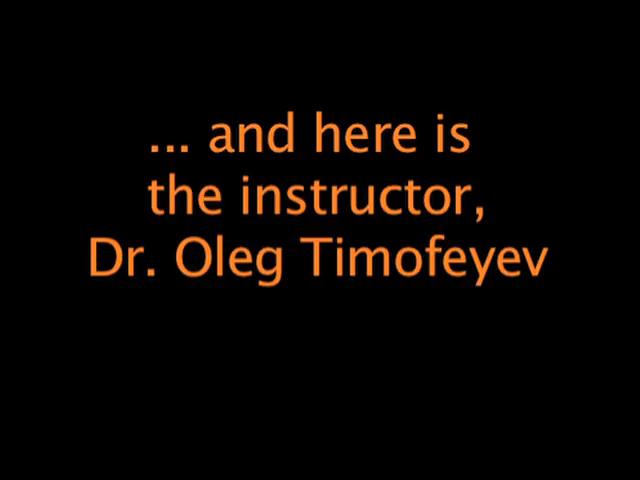 ... and here is
the instructor,
Dr. Oleg Timofeyev